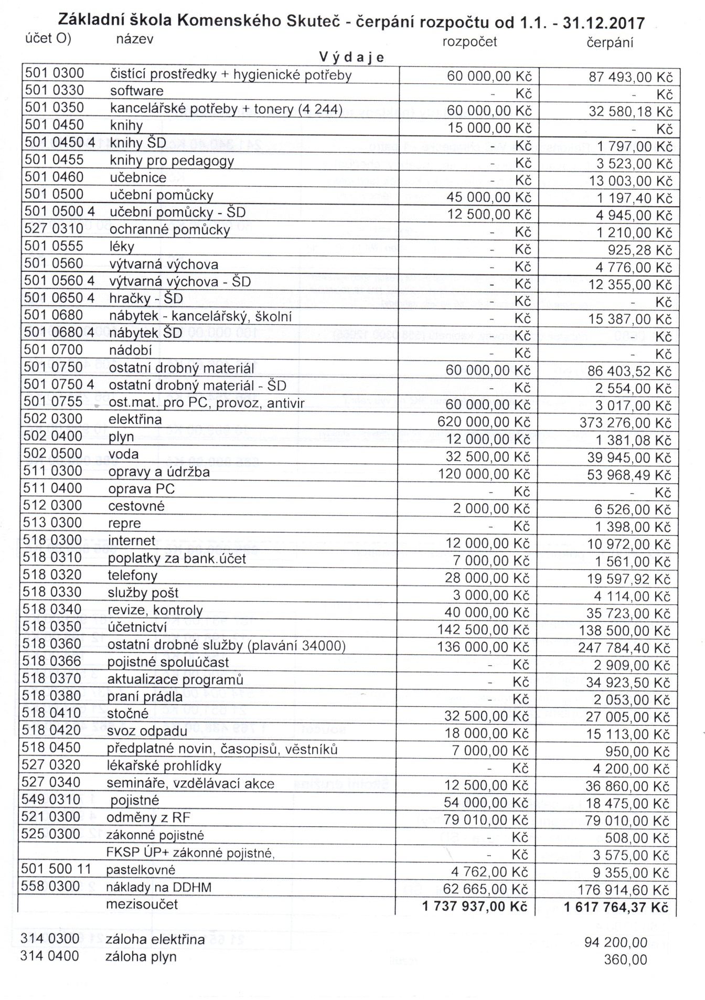 Základní škola Komenského Skuteč - čerpání rozpočtu od 1.1. - 31.12.2017
účet O) název rozpočet čerpání
Výdaje
501 0300 čistící prostředky + hygienické potřeby 60 000,00 Kč 87 493,00 Kč
501 0330 software - Kč - Kč
501 0350 kancelářské potřeby + tonery (4 244) 60 000,00 Kč 32 580,18 Kč
501 0450 knihy 15 000,00 Kč - Kč
501 0450 4 knihy ŠD - Kč 1 797,00 Kč
501 0455 knihy pro pedagogy - Kč 3 523,00 Kč
501 0460 učebnice - Kč 13 003,00 Kč
501 0500 učební pomůcky 45 000,00 Kč 1 197,40 Kč
501 0500 4 učební pomůcky - ŠD 12 500,00 Kč 4 945,00 Kč
527 0310 ochranné pomůcky - Kč 1 210,00 Kč
501 0555 léky - Kč 925,28 Kč
501 0560 výtvarná výchova - Kč 4 776,00 Kč
501 0560 4 výtvarná výchova - ŠD - Kč 12 355,00 Kč
501 0650 4 hračky - ŠD - Kč - Kč
501 0680 nábytek - kancelářský, školní - Kč 15 387,00 Kč
501 0680 4 nábytek ŠD - Kč - Kč
501 0700 nádobí - Kč - Kč
501 0750 ostatní drobný materiál 60 000,00 Kč 86 403,52 Kč
501 0750 4 ostatní drobný materiál - ŠD - Kč 2 554,00 Kč
501 0755 ost.mat. pro PC, provoz, antivir 60 000,00 Kč 3 017,00 Kč
502 0300 elektřina 620 000,00 Kč 373 276,00 Kč
502 0400 plyn 12 000,00 Kč 1 381,08 Kč
502 0500 voda 32 500,00 Kč 39 945,00 Kč
511 0300 opravy a údržba 120 000,00 Kč 53 968,49 Kč
511 0400 oprava PC - Kč - Kč
512 0300 cestovné 2 000,00 Kč 6 526,00 Kč
513 0300 repre - Kč 1 398,00 Kč
518 0300 internet 12 000,00 Kč 10 972,00 Kč
518 0310 poplatky za bank.účet 7 000,00 Kč 1 561,00 Kč
518 0320 telefony 28 000,00 Kč 19 597,92 Kč
518 0330 služby pošt 3 000,00 Kč 4 114,00 Kč
518 0340 revize, kontroly 40 000,00 Kč 35 723,00 Kč
518 0350 účetnictví 142 500,00 Kč 138 500,00 Kč
518 0360 ostatní drobné služby (plavání 34000) 136 000,00 Kč 247 784,40 Kč
518 0366 pojistné spoluúčast - Kč 2 909,00 Kč
518 0370 aktualizace programů - Kč 34 923,50 Kč
518 0380 praní prádla - Kč 2 053,00 Kč
518 0410 stočné 32 500,00 Kč 27 005,00 Kč
518 0420 svoz odpadu 18 000,00 Kč 15 113,00 Kč
518 0450 předplatné novin, časopisů, věstníků 7 000,00 Kč 950,00 Kč
527 0320 lékařské prohlídky - Kč 4 200,00 Kč
527 0340 semináře, vzdělávací akce 12 500,00 Kč 36 860,00 Kč
549 0310 pojistné 54 000,00 Kč 18 475,00 Kč
521 0300 odměny z RF 79 010,00 Kč 79 010,00 Kč
525 0300 zákonné pojistné - Kč 508,00 Kč
FKSP ÚP+ zákonné pojistné, - Kč 3 575,00 Kč
501 500 11 pastelkovné 4 762,00 Kč 9 355,00 Kč
558 0300 náklady na DDHM 62 665,00 Kč 176 914,60 Kč
mezisoučet 1 737 937,00 Kč 1 617 764,37 Kč
314 0300 záloha elektřina 94 200,00
314 0400 záloha plyn 360,00